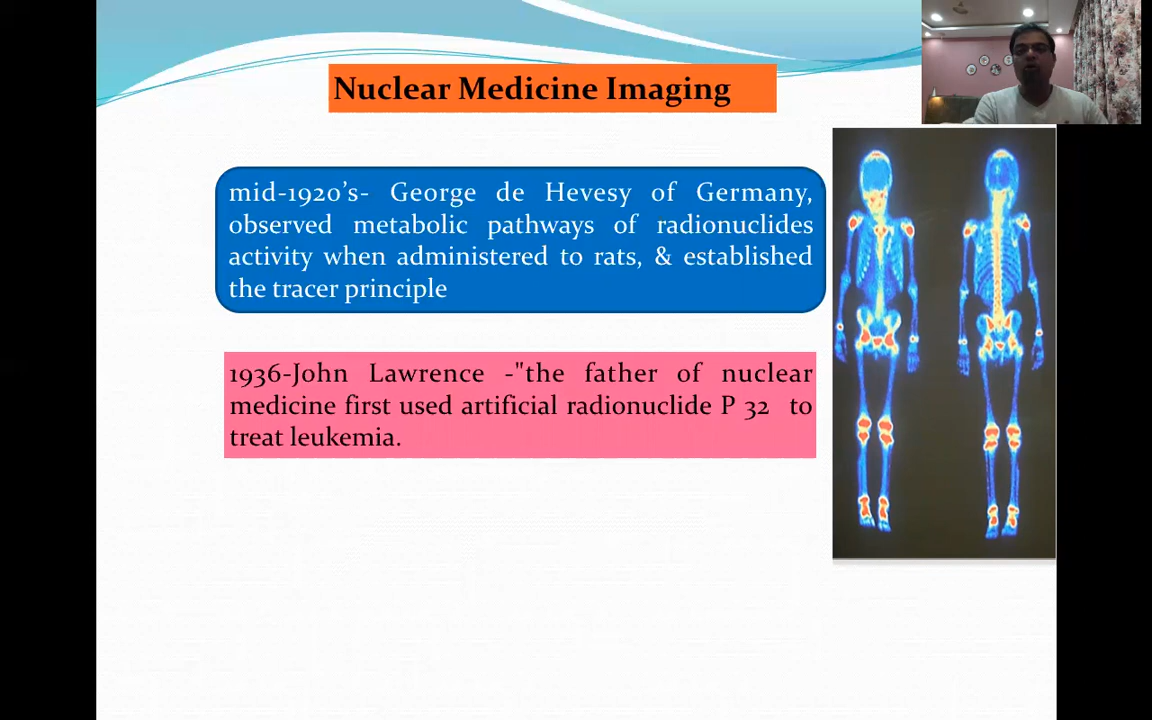 Nuclear Medicine Imaging
mid-1920's- George de Hevesy of Germany,
observed metabolic pathways of radionuclides
activity when administered to rats, & established
the tracer principle
1936-John Lawrence -"the father of nuclear
medicine first used artificial radionuclide P 32 to
treat leukemia.